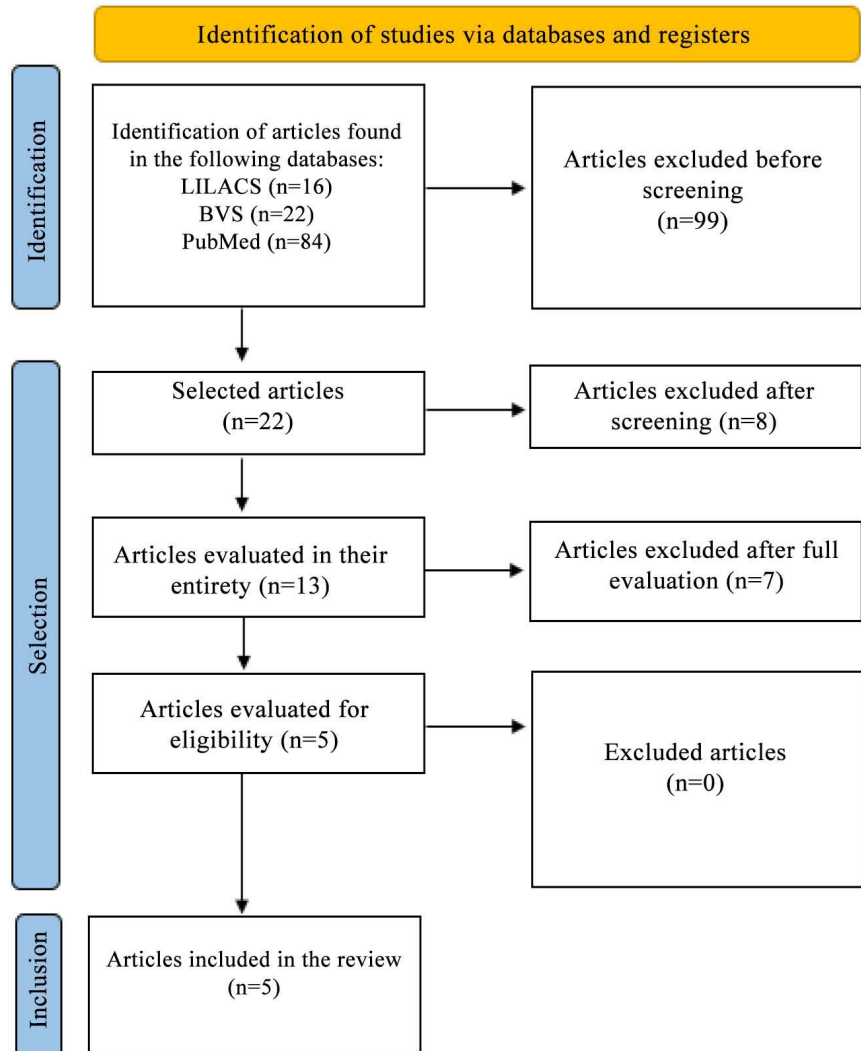 Identification of studies via databases and registers
Identification
Identification of articles found
in the following databases:
LILACS (n=16)
BVS (n=22)
PubMed (n=84)
Articles excluded before
screening
(n=99)
Selection
Selected articles
(n=22)
Articles excluded after
screening (n=8)
Articles evaluated in their
entirety (n=13)
Articles excluded after full
evaluation (n=7)
Articles evaluated for
eligibility (n=5)
Excluded articles
(n=0)
Inclusion
Articles included in the review
(n=5)